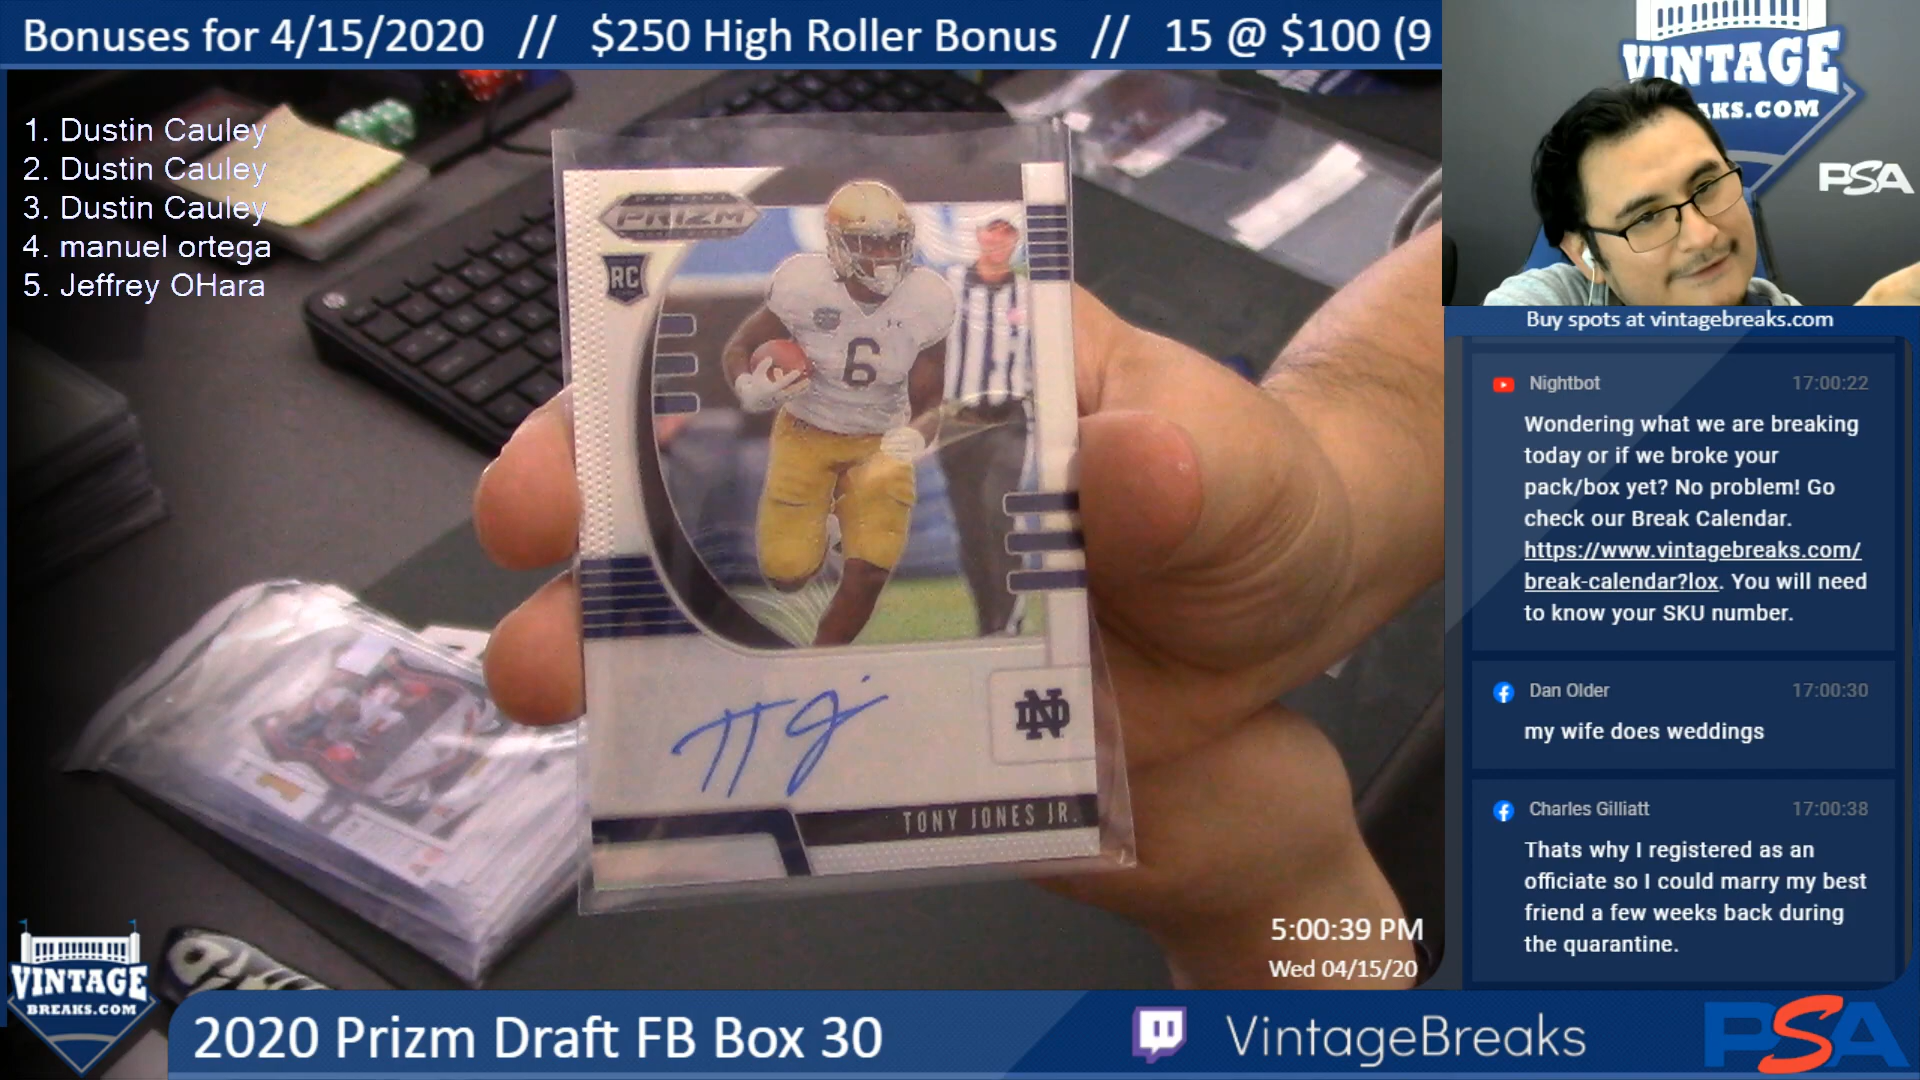 Bonuses for 4/15/2020 // $250 High Roller Bonus // 15 @ $100 (9
1. Dustin Cauley
2. Dustin Cauley
3. Dustin Cauley
4. manuel ortega
5. Jeffrey OHara
PANINI
PRIZM
RC
6
ND
TONY JONES JR.
VINTAGE
KS.COM
PSA
Buy spots at vintagebreaks.com
Nightbot 17:00:22
Wondering what we are breaking
today or if we broke your
pack/box yet? No problem! Go
check our Break Calendar.
https://www.vintagebreaks.com/
break-calendar?lox. You will need
to know your SKU number.
Dan Older 17:00:30
my wife does weddings
Charles Gilliatt 17:00:38
Thats why I registered as an
officiate so I could marry my best
friend a few weeks back during
the quarantine.
5:00:39 PM
Wed 04/15/20
VINTAGE
BREAKS.COM
2020 Prizm Draft FB Box 30
VintageBreaks
PSA